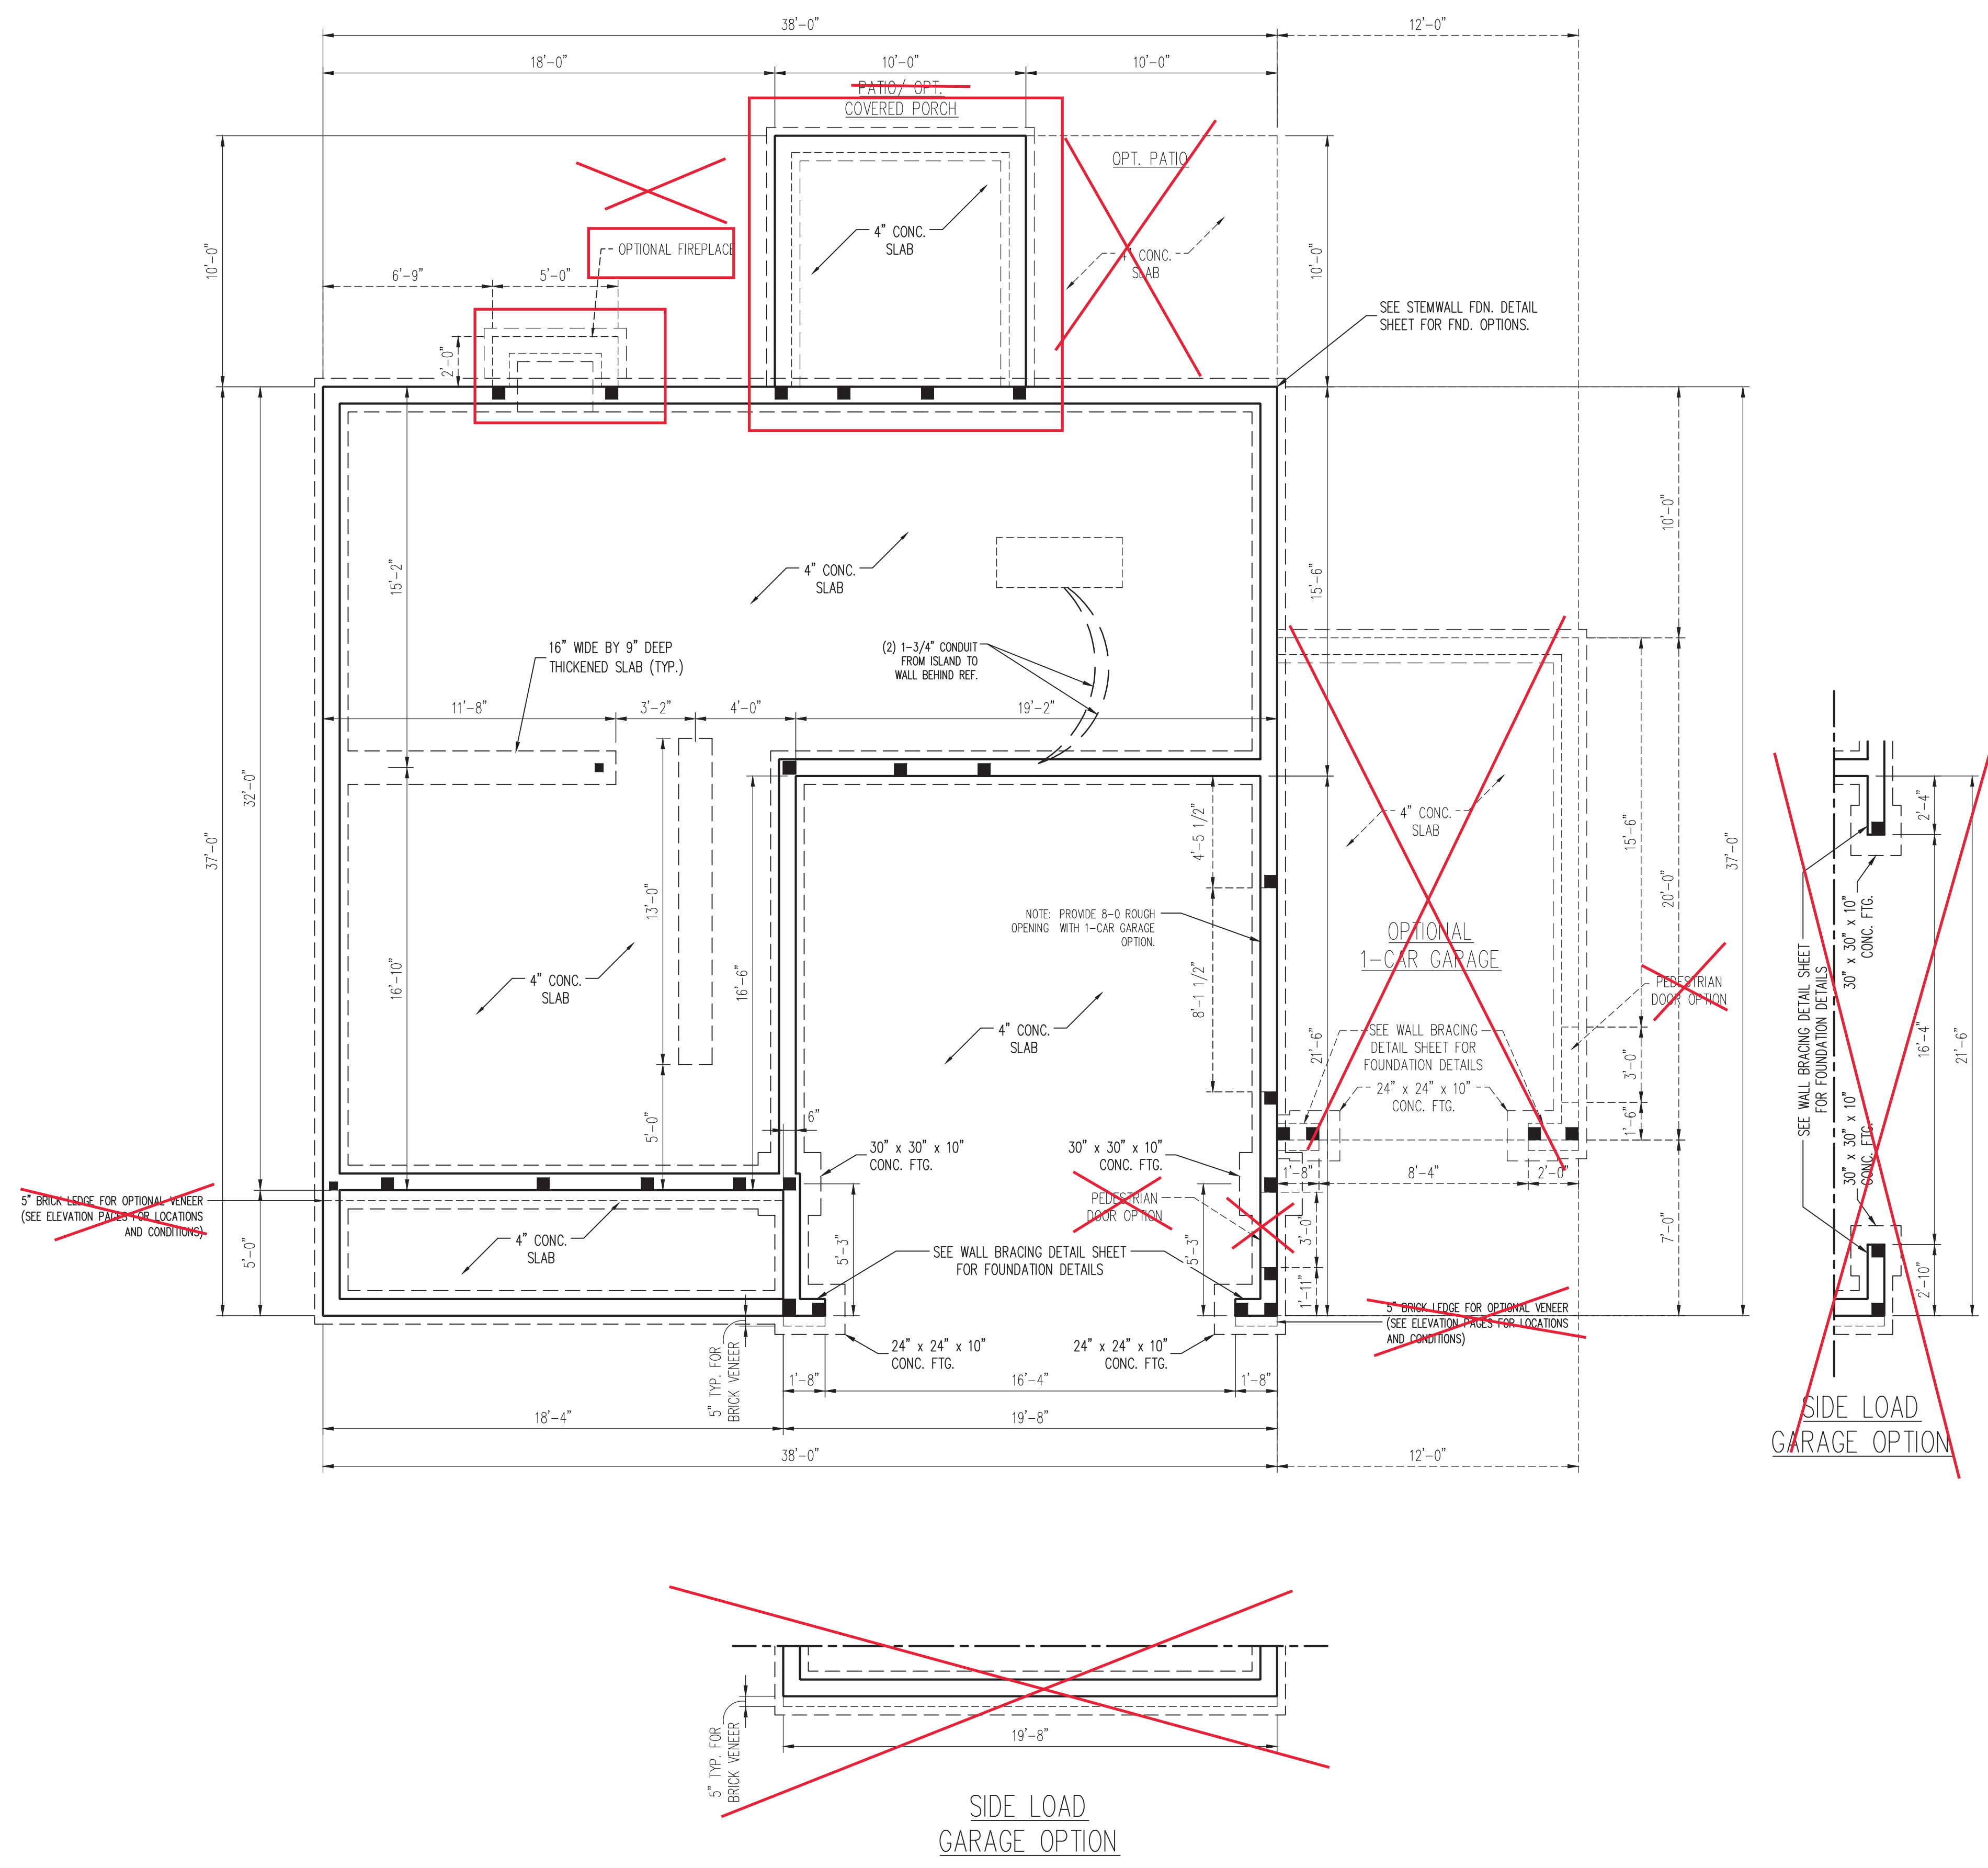 38'-0"
12'-0"
18'-0"
10'-0"
10'-0"
PATIO/ OPT.
COVERED PORCH
OPT. PATIO
4" CONC.
SLAB
4" CONC.
SLAB
10'-0"
10'-0"
OPTIONAL FIREPLACE
6'-9"
5'-0"
2'-0"
SEE STEMWALL FDN. DETAIL
SHEET FOR FND. OPTIONS.
15'-2"
4" CONC.
SLAB
15'-6"
10'-0"
16" WIDE BY 9" DEEP
THICKENED SLAB (TYP.)
(2) 1-3/4" CONDUIT
FROM ISLAND TO
WALL BEHIND REF.
11'-8"
3'-2"
4'-0"
19'-2"
32'-0"
37'-0"
13'-0"
16'-10"
16'-6"
4'-5 1/2"
4" CONC.
SLAB
15'-6"
20'-0"
37'-0"
NOTE: PROVIDE 8-0 ROUGH
OPENING WITH 1-CAR GARAGE
OPTION.
OPTIONAL
1-CAR GARAGE
8'-1 1/2"
4" CONC.
SLAB
4" CONC.
SLAB
21'-6"
PEDESTRIAN
DOOR OPTION
SEE WALL BRACING
DETAIL SHEET FOR
FOUNDATION DETAILS
24" x 24" x 10"
CONC. FTG.
3'-0"
1'-6"
5'-0"
6"
30" x 30" x 10"
CONC. FTG.
30" x 30" x 10"
CONC. FTG.
1'-8"
8'-4"
2'-0"
5" BRICK LEDGE FOR OPTIONAL VENEER
(SEE ELEVATION PAGES FOR LOCATIONS
AND CONDITIONS)
PEDESTRIAN
DOOR OPTION
4" CONC.
SLAB
5'-0"
5'-3"
5'-3"
3'-0"
1'-11"
7'-0"
SEE WALL BRACING DETAIL SHEET
FOR FOUNDATION DETAILS
5" BRICK LEDGE FOR OPTIONAL VENEER
(SEE ELEVATION PAGES FOR LOCATIONS
AND CONDITIONS)
24" x 24" x 10"
CONC. FTG.
24" x 24" x 10"
CONC. FTG.
5" TYP. FOR
BRICK VENEER
1'-8"
16'-4"
1'-8"
18'-4"
19'-8"
38'-0"
12'-0"
2'-4"
30" x 30" x 10"
CONC. FTG.
SEE WALL BRACING DETAIL SHEET
FOR FOUNDATION DETAILS
16'-4"
21'-6"
30" x 30" x 10"
CONC. FTG.
2'-10"
SIDE LOAD
GARAGE OPTION
5" TYP. FOR
BRICK VENEER
19'-8"
SIDE LOAD
GARAGE OPTION